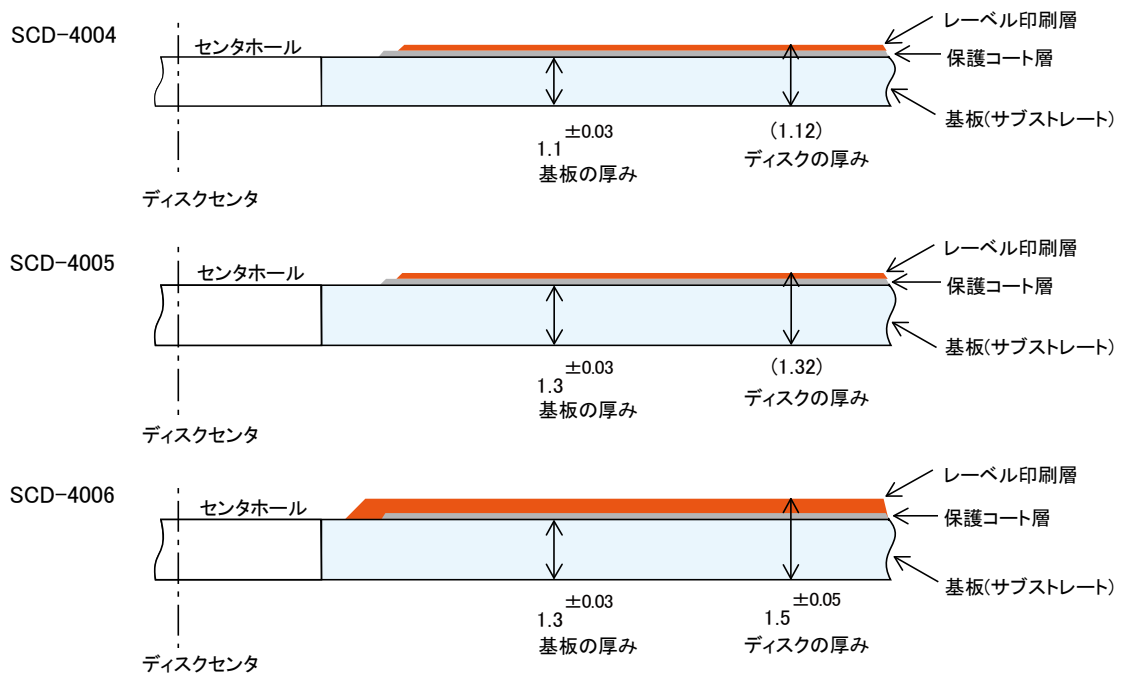 SCD-4004
センタホール
レーベル印刷層
保護コート層
基板(サブストレート)
1.1±0.03
基板の厚み
(1.12)
ディスクの厚み
ディスクセンタ
SCD-4005
センタホール
レーベル印刷層
保護コート層
基板(サブストレート)
1.3±0.03
基板の厚み
(1.32)
ディスクの厚み
ディスクセンタ
SCD-4006
センタホール
レーベル印刷層
保護コート層
基板(サブストレート)
1.3±0.03
基板の厚み
1.5±0.05
ディスクの厚み
ディスクセンタ